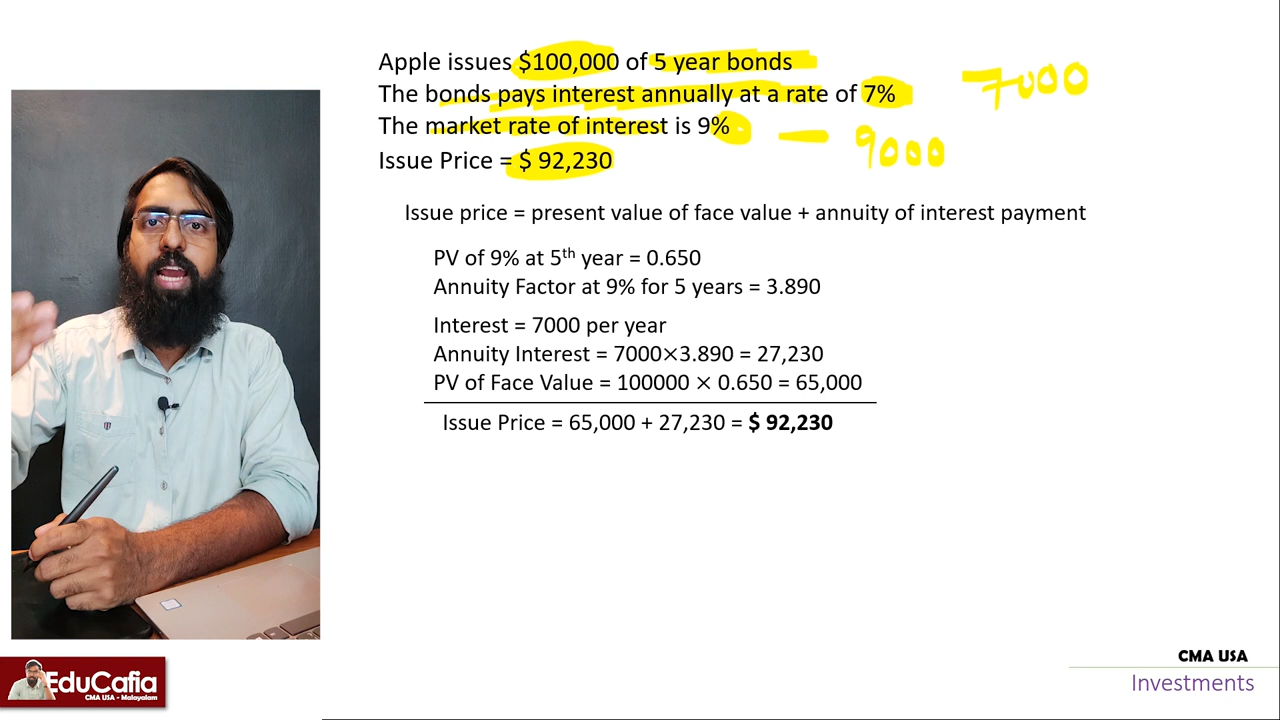 Apple issues $100,000 of 5 year bonds
The bonds pays interest annually at a rate of 7% 7000
The market rate of interest is 9% — 9000
Issue Price = $ 92,230
Issue price = present value of face value + annuity of interest payment
PV of 9% at 5th year = 0.650
Annuity Factor at 9% for 5 years = 3.890
Interest = 7000 per year
Annuity Interest = 7000×3.890 = 27,230
PV of Face Value = 100000 × 0.650 = 65,000
Issue Price = 65,000 + 27,230 = $ 92,230
CMA USA
Investments
EduCafia
CMA USA - Malayalam